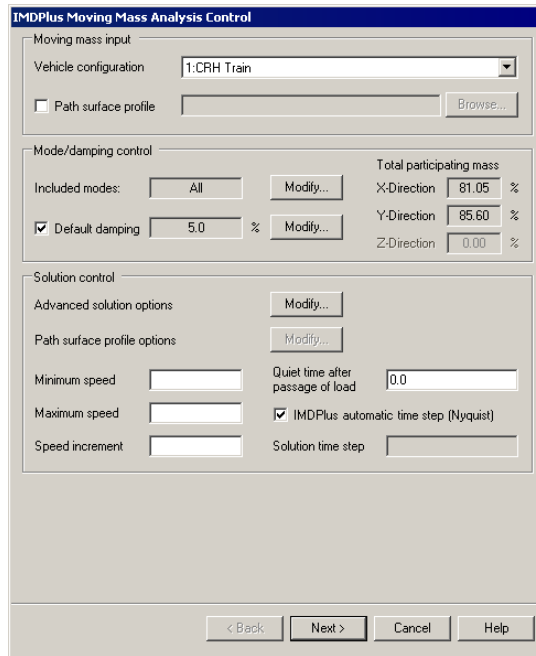 IMDPlus Moving Mass Analysis Control
Moving mass input
Vehicle configuration 1:CRH Train
Path surface profile Browse...
Mode/damping control
Total participating mass
Included modes: All Modify... X-Direction 81.05 %
Default damping 5.0 % Modify... Y-Direction 85.60 %
Z-Direction 0.00 %
Solution control
Advanced solution options Modify...
Path surface profile options Modify...
Minimum speed Quiet time after passage of load 0.0
Maximum speed IMDPlus automatic time step (Nyquist)
Speed increment Solution time step
< Back Next > Cancel Help